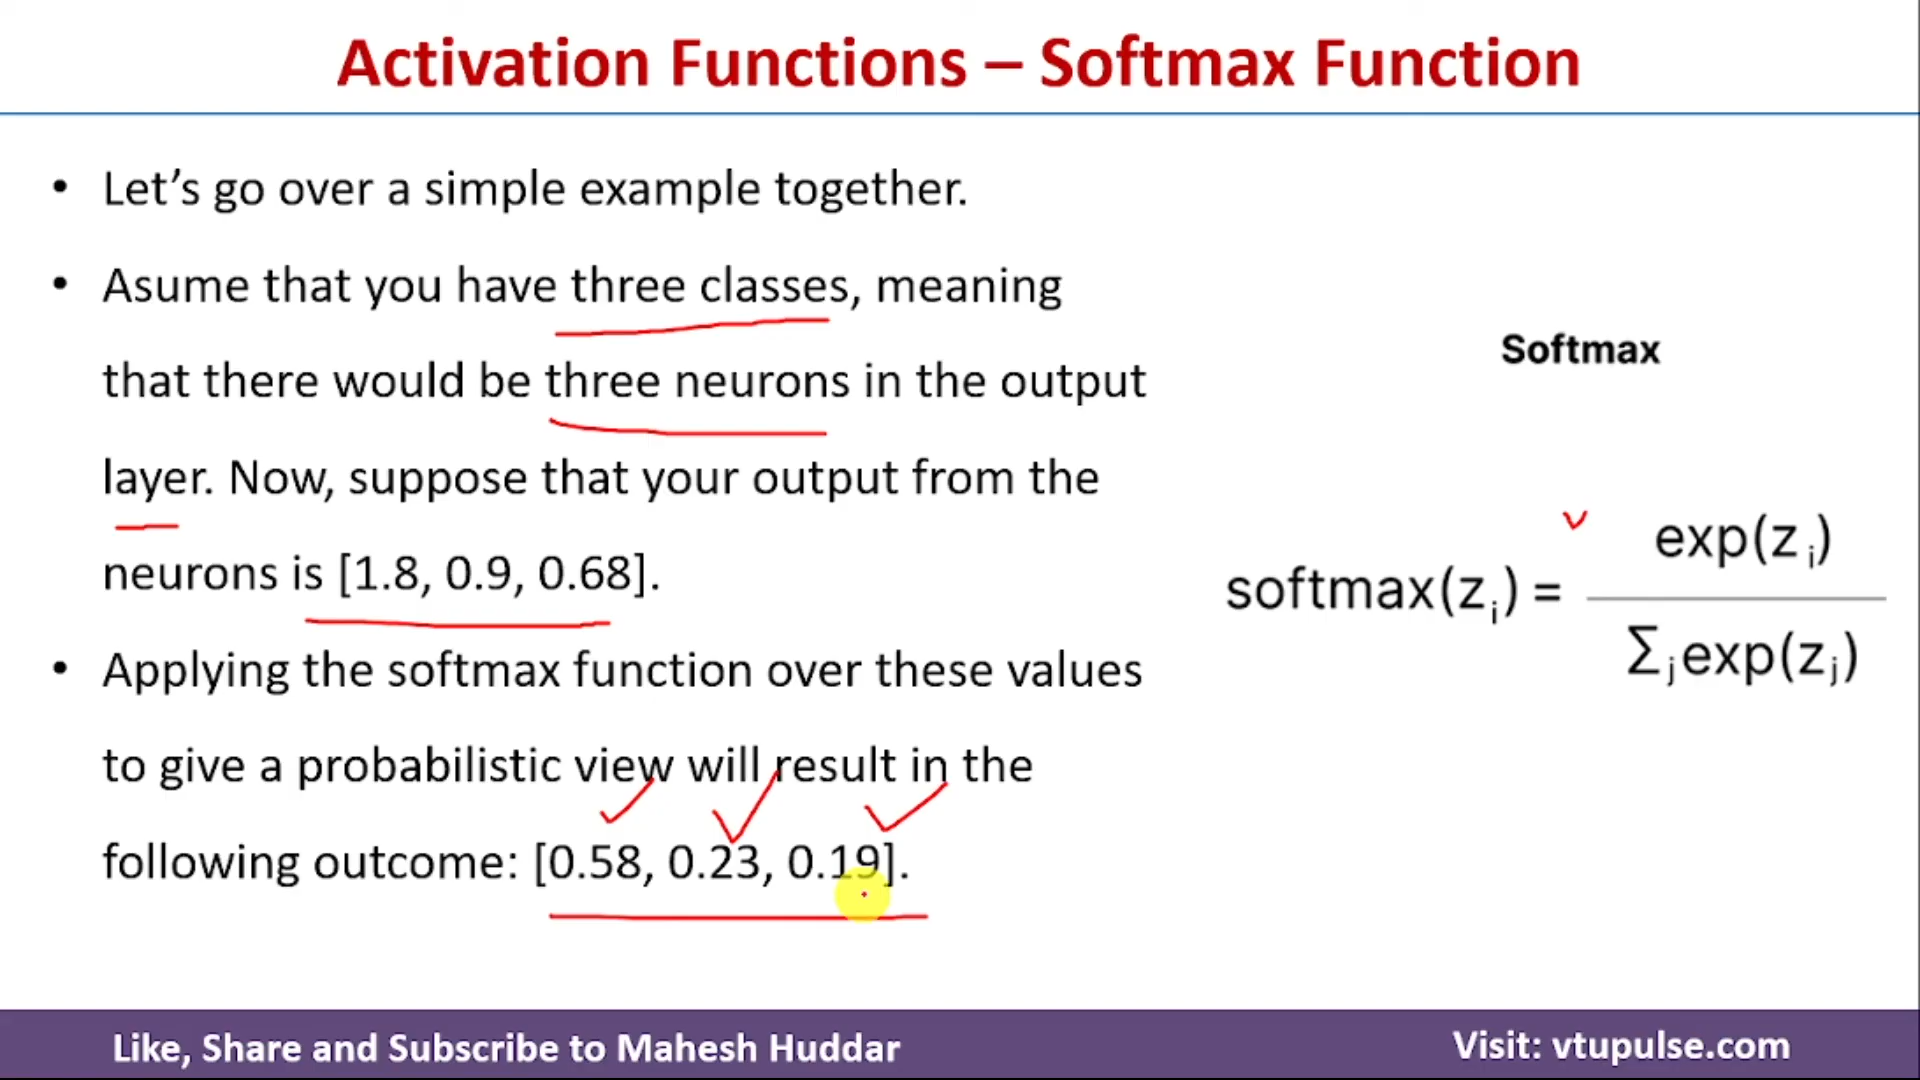 Activation Functions – Softmax Function
• Let’s go over a simple example together.
• Asume that you have three classes, meaning
that there would be three neurons in the output
layer. Now, suppose that your output from the
neurons is [1.8, 0.9, 0.68].
• Applying the softmax function over these values
to give a probabilistic view will result in the
following outcome: [0.58, 0.23, 0.19].
Softmax
softmax(z i) = exp(z i) / Σ j exp(z j)
Like, Share and Subscribe to Mahesh Huddar
Visit: vtupulse.com